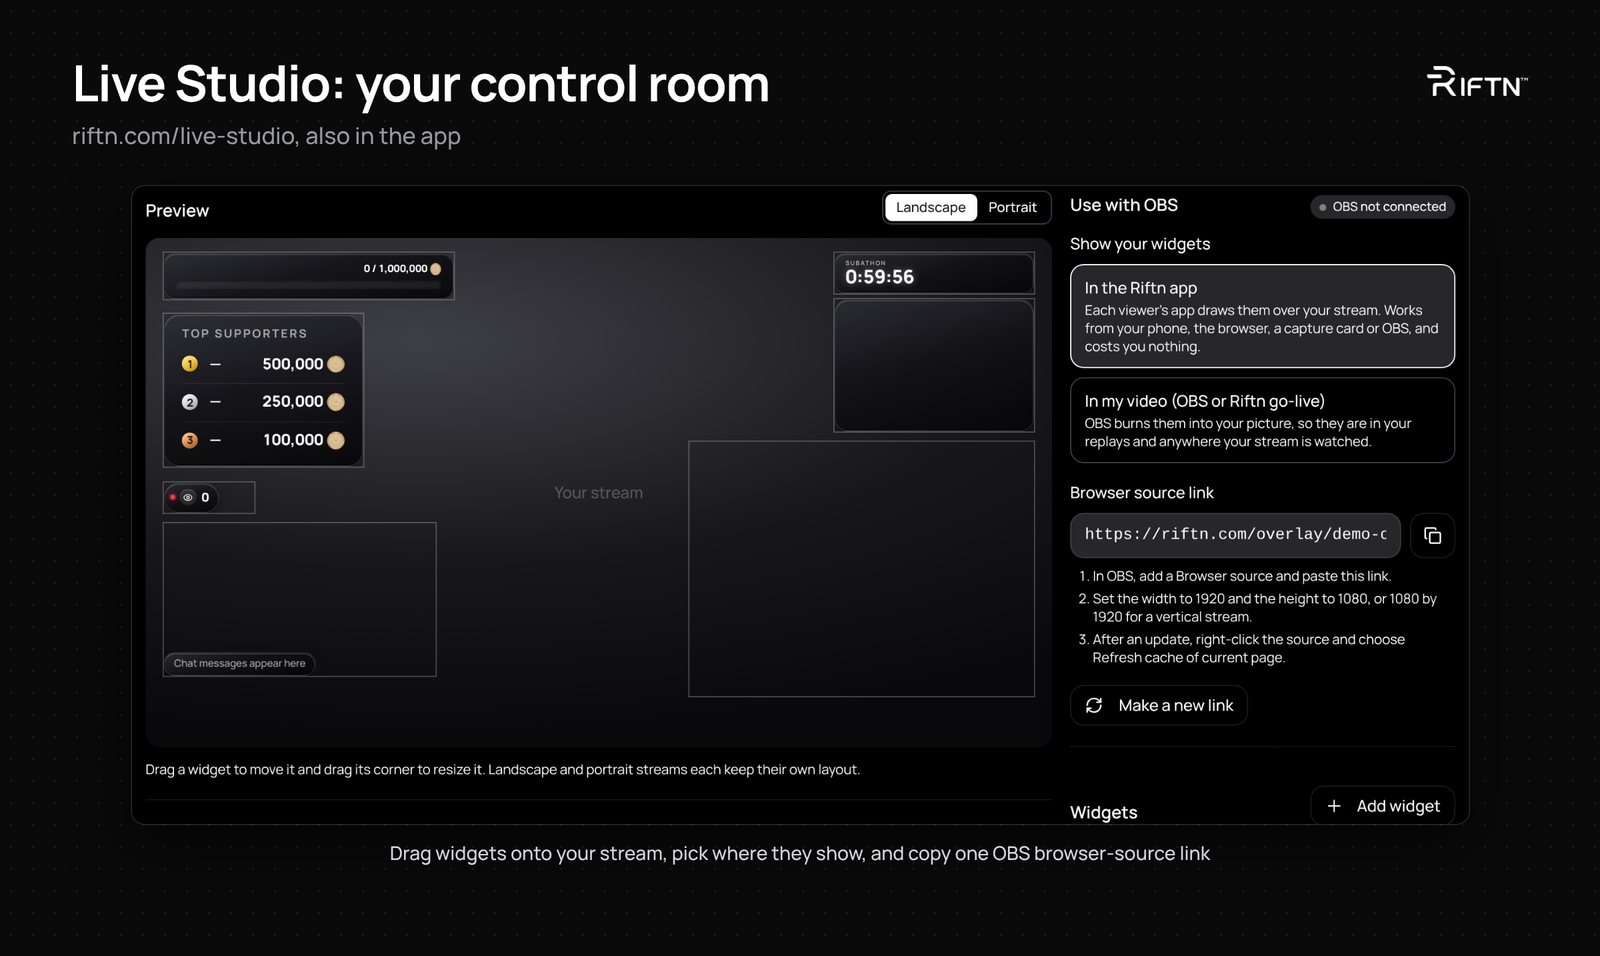 Live Studio: your control room
RIFTN™
riftn.com/live-studio, also in the app
Preview
Landscape
Portrait
0 / 1,000,000
SUBATHON
0:59:56
TOP SUPPORTERS
1 — 500,000
2 — 250,000
3 — 100,000
0
Your stream
Chat messages appear here
Drag a widget to move it and drag its corner to resize it. Landscape and portrait streams each keep their own layout.
Use with OBS
OBS not connected
Show your widgets
In the Riftn app
Each viewer's app draws them over your stream. Works
from your phone, the browser, a capture card or OBS, and
costs you nothing.
In my video (OBS or Riftn go-live)
OBS burns them into your picture, so they are in your
replays and anywhere your stream is watched.
Browser source link
https://riftn.com/overlay/demo-c
1. In OBS, add a Browser source and paste this link.
2. Set the width to 1920 and the height to 1080, or 1080 by
1920 for a vertical stream.
3. After an update, right-click the source and choose
Refresh cache of current page.
Make a new link
Widgets
+ Add widget
Drag widgets onto your stream, pick where they show, and copy one OBS browser-source link